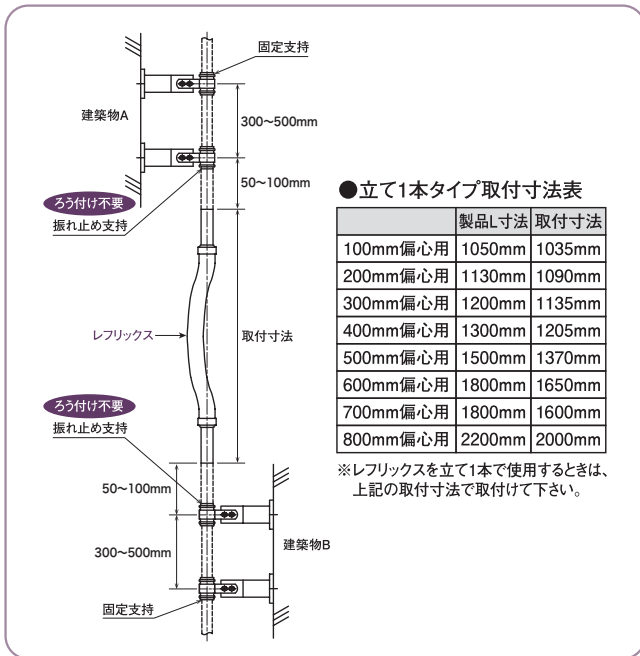 固定支持
建築物A
300～500mm
50～100mm
ろう付け不要
振れ止め支持
レフリックス
取付寸法
ろう付け不要
振れ止め支持
50～100mm
300～500mm
建築物B
固定支持
●立て1本タイプ取付寸法表
製品L寸法 取付寸法
100mm偏心用 1050mm 1035mm
200mm偏心用 1130mm 1090mm
300mm偏心用 1200mm 1135mm
400mm偏心用 1300mm 1205mm
500mm偏心用 1500mm 1370mm
600mm偏心用 1800mm 1650mm
700mm偏心用 1800mm 1600mm
800mm偏心用 2200mm 2000mm
※レフリックスを立て1本で使用するときは、
上記の取付寸法で取付けて下さい。